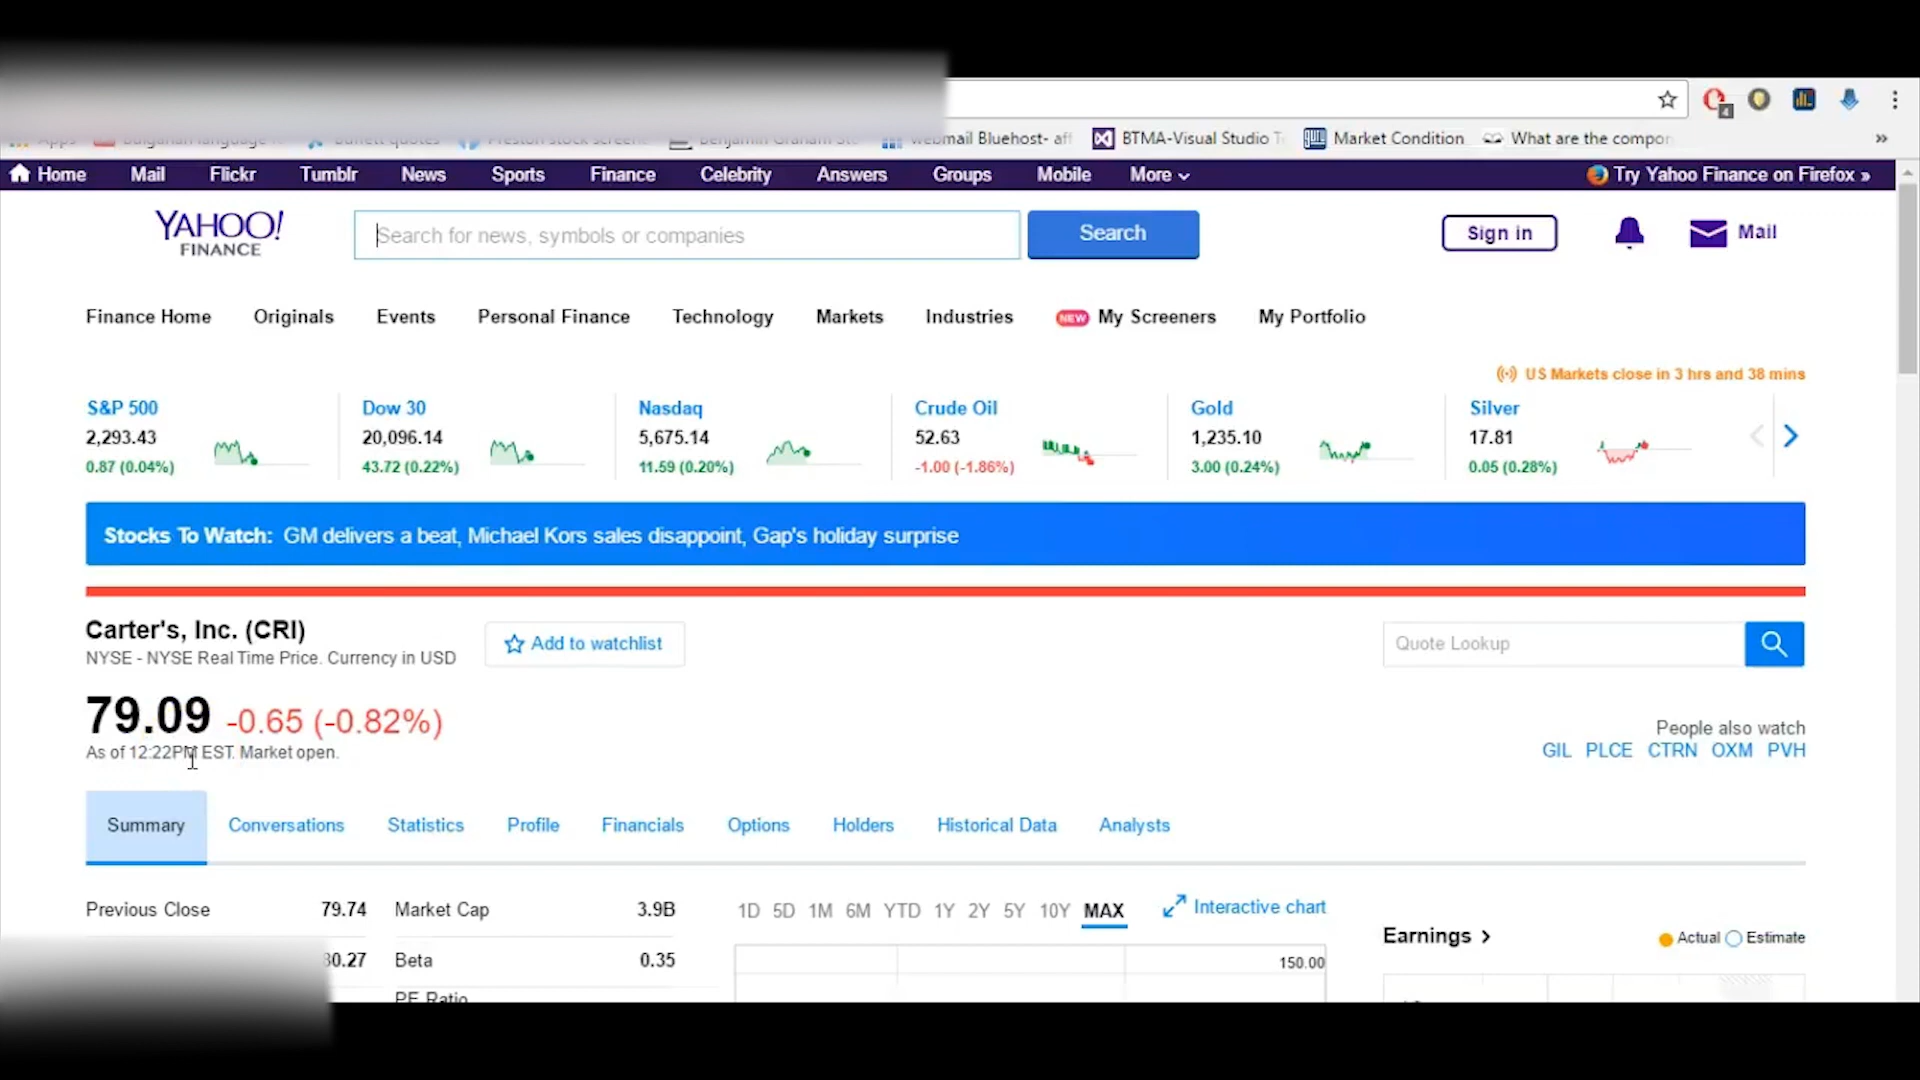 webmail Bluehost- aff BTMA-Visual Studio T Market Condition What are the compon »
Home Mail Flickr Tumblr News Sports Finance Celebrity Answers Groups Mobile More Try Yahoo Finance on Firefox »
YAHOO!
FINANCE
Search for news, symbols or companies Search Sign in Mail
Finance Home Originals Events Personal Finance Technology Markets Industries NEW My Screeners My Portfolio
US Markets close in 3 hrs and 38 mins
S&P 500 Dow 30 Nasdaq Crude Oil Gold Silver
2,293.43 20,096.14 5,675.14 52.63 1,235.10 17.81
0.87 (0.04%) 43.72 (0.22%) 11.59 (0.20%) -1.00 (-1.86%) 3.00 (0.24%) 0.05 (0.28%)
Stocks To Watch: GM delivers a beat, Michael Kors sales disappoint, Gap's holiday surprise
Carter's, Inc. (CRI)
NYSE - NYSE Real Time Price. Currency in USD
Add to watchlist
Quote Lookup
79.09 -0.65 (-0.82%)
As of 12:22PM EST. Market open.
People also watch
GIL PLCE CTRN OXM PVH
Summary Conversations Statistics Profile Financials Options Holders Historical Data Analysts
Previous Close 79.74 Market Cap 3.9B
1D 5D 1M 6M YTD 1Y 2Y 5Y 10Y MAX Interactive chart
Earnings Actual Estimate
Beta 0.35
150.00
PE Ratio